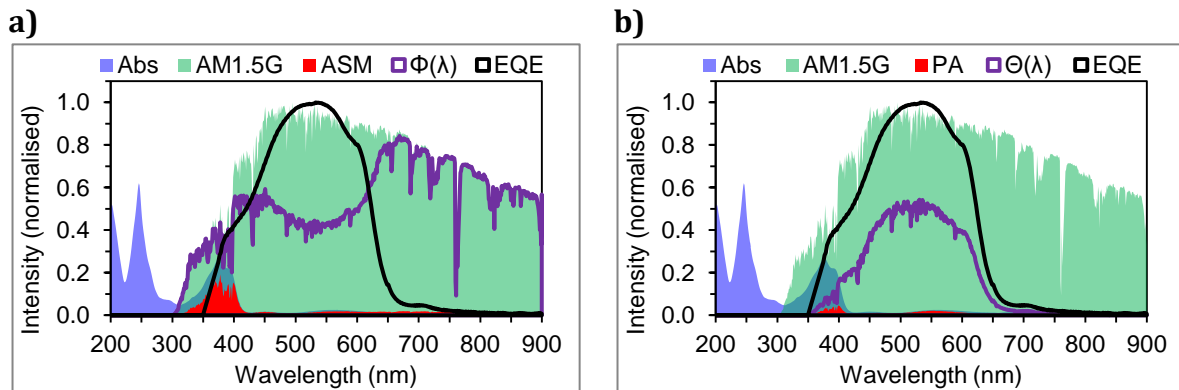 a)
Abs AM1.5G ASM Φ(λ) EQE
1.0
0.8
0.6
0.4
0.2
0.0
Intensity (normalised)
200 300 400 500 600 700 800 900
Wavelength (nm)
b)
Abs AM1.5G PA Θ(λ) EQE
1.0
0.8
0.6
0.4
0.2
0.0
Intensity (normalised)
200 300 400 500 600 700 800 900
Wavelength (nm)